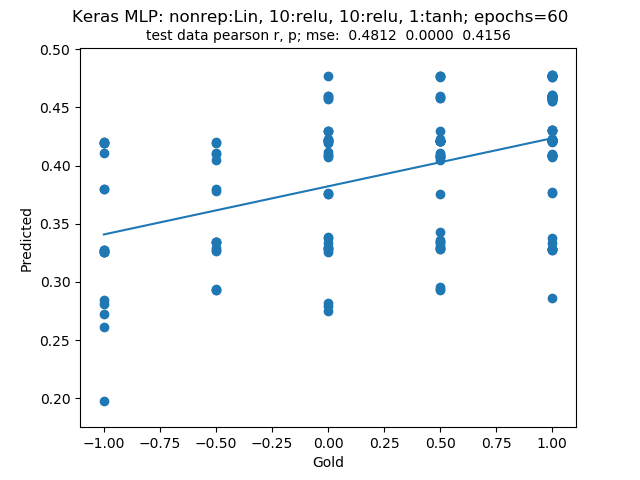 Keras MLP: nonrep:Lin, 10:relu, 10:relu, 1:tanh; epochs=60
test data pearson r, p; mse:  0.4812  0.0000  0.4156
0.50
0.45
0.40
0.35
0.30
0.25
0.20
Predicted
−1.00 −0.75 −0.50 −0.25 0.00 0.25 0.50 0.75 1.00
Gold